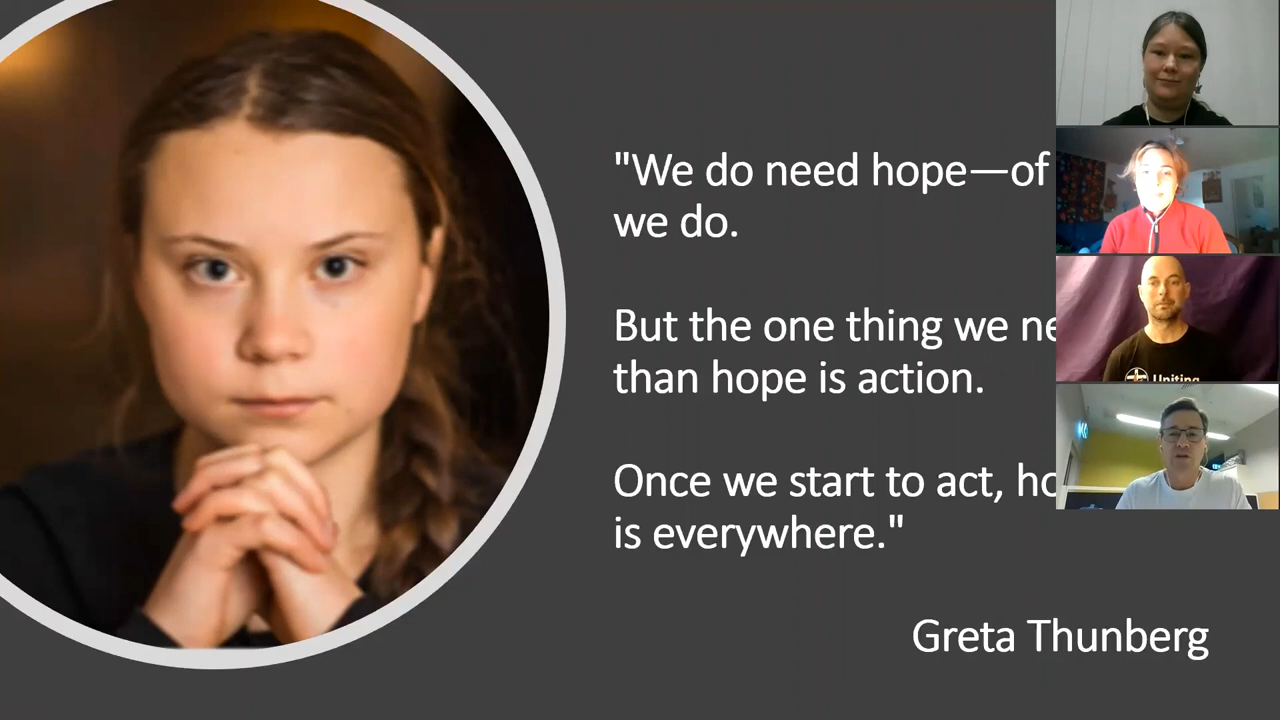 "We do need hope—of
we do.
But the one thing we ne
than hope is action.
Once we start to act, ho
is everywhere."
Greta Thunberg
Uniting